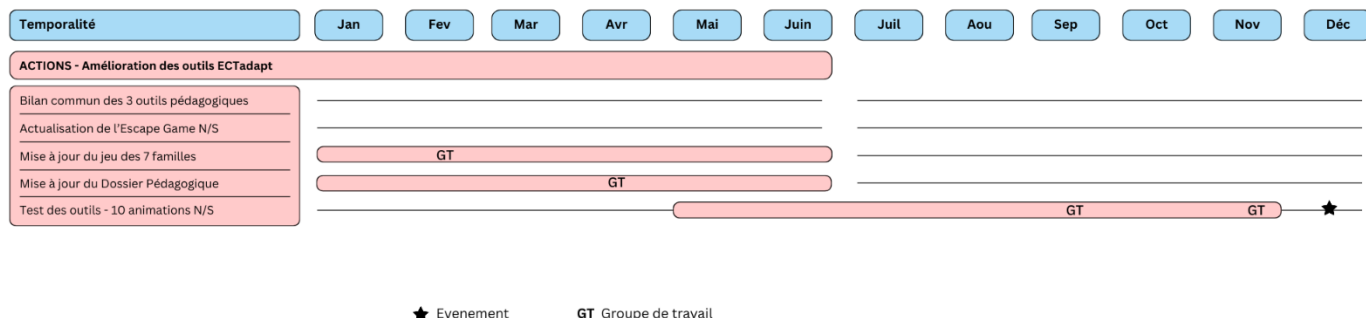 Temporalité Jan Fev Mar Avr Mai Juin Juil Aou Sep Oct Nov Déc
ACTIONS - Amélioration des outils ECTadapt
Bilan commun des 3 outils pédagogiques
Actualisation de l'Escape Game N/S
Mise à jour du jeu des 7 familles GT
Mise à jour du Dossier Pédagogique GT
Test des outils - 10 animations N/S GT GT
Evenement GT Groupe de travail